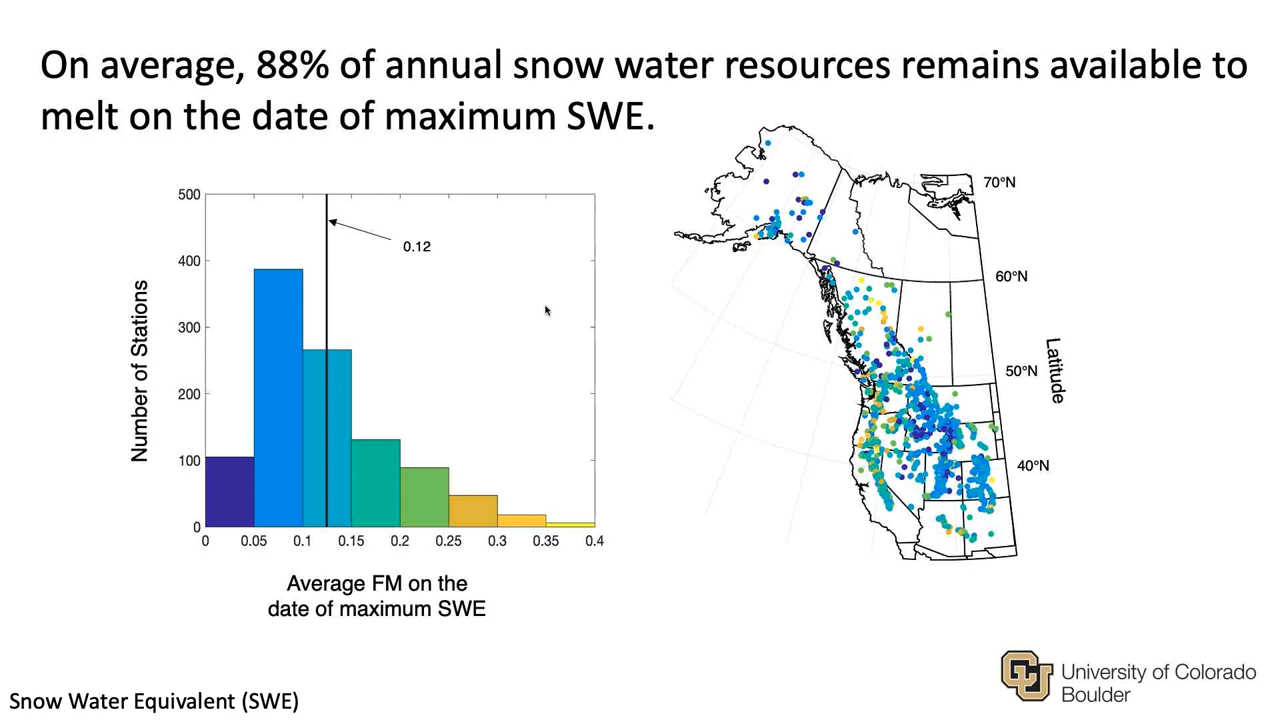 On average, 88% of annual snow water resources remains available to
melt on the date of maximum SWE.
500
400
300
200
100
0
Number of Stations
0.12
0 0.05 0.1 0.15 0.2 0.25 0.3 0.35 0.4
Average FM on the
date of maximum SWE
70°N
60°N
50°N
40°N
Latitude
Snow Water Equivalent (SWE)
CU
University of Colorado
Boulder